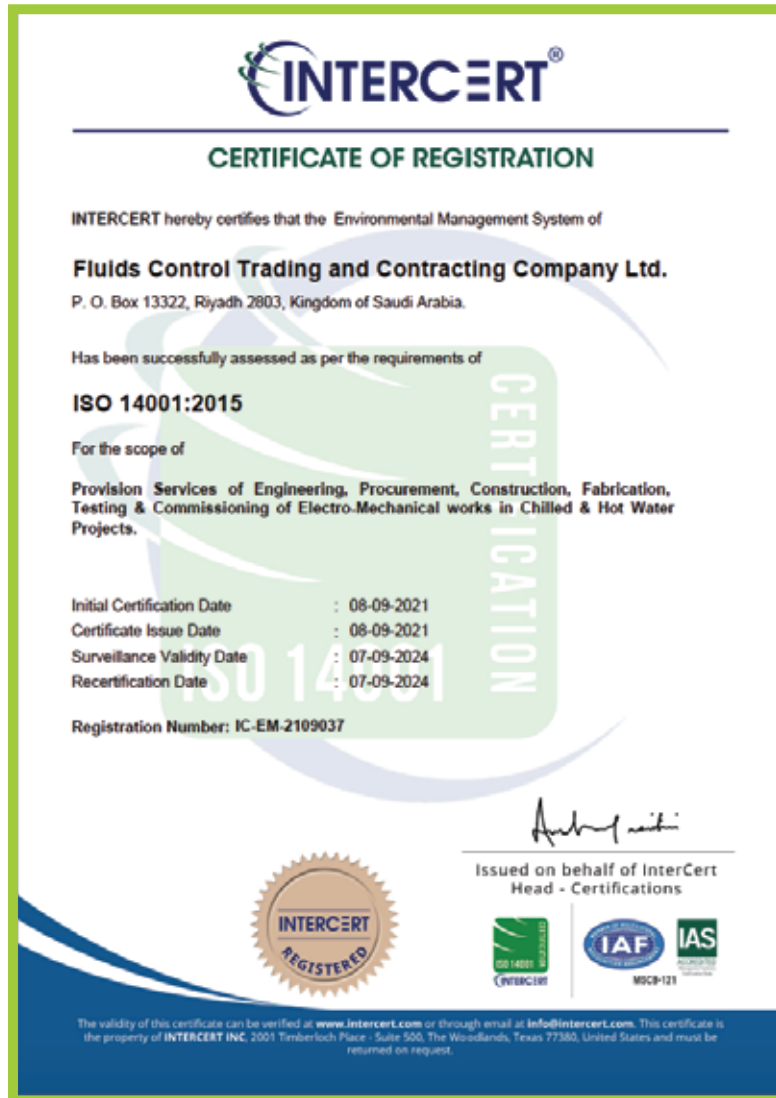 INTERCERT®
CERTIFICATE OF REGISTRATION
INTERCERT hereby certifies that the Environmental Management System of
Fluids Control Trading and Contracting Company Ltd.
P. O. Box 13322, Riyadh 2803, Kingdom of Saudi Arabia.
Has been successfully assessed as per the requirements of
ISO 14001:2015
For the scope of
Provision Services of Engineering, Procurement, Construction, Fabrication,
Testing & Commissioning of Electro-Mechanical works in Chilled & Hot Water
Projects.
Initial Certification Date : 08-09-2021
Certificate Issue Date : 08-09-2021
Surveillance Validity Date : 07-09-2024
Recertification Date : 07-09-2024
ISO 14001
CERTIFICATION
Registration Number: IC-EM-2109037
Issued on behalf of InterCert
Head - Certifications
INTERCERT
REGISTERED
ISO 14001
INTERCERT
IAF
IAS
ACCREDITED
MSCB-121
The validity of this certificate can be verified at www.intercert.com or through email at info@intercert.com. This certificate is
the property of INTERCERT INC, 2001 Timberloch Place - Suite 500, The Woodlands, Texas 77380, United States and must be
returned on request.